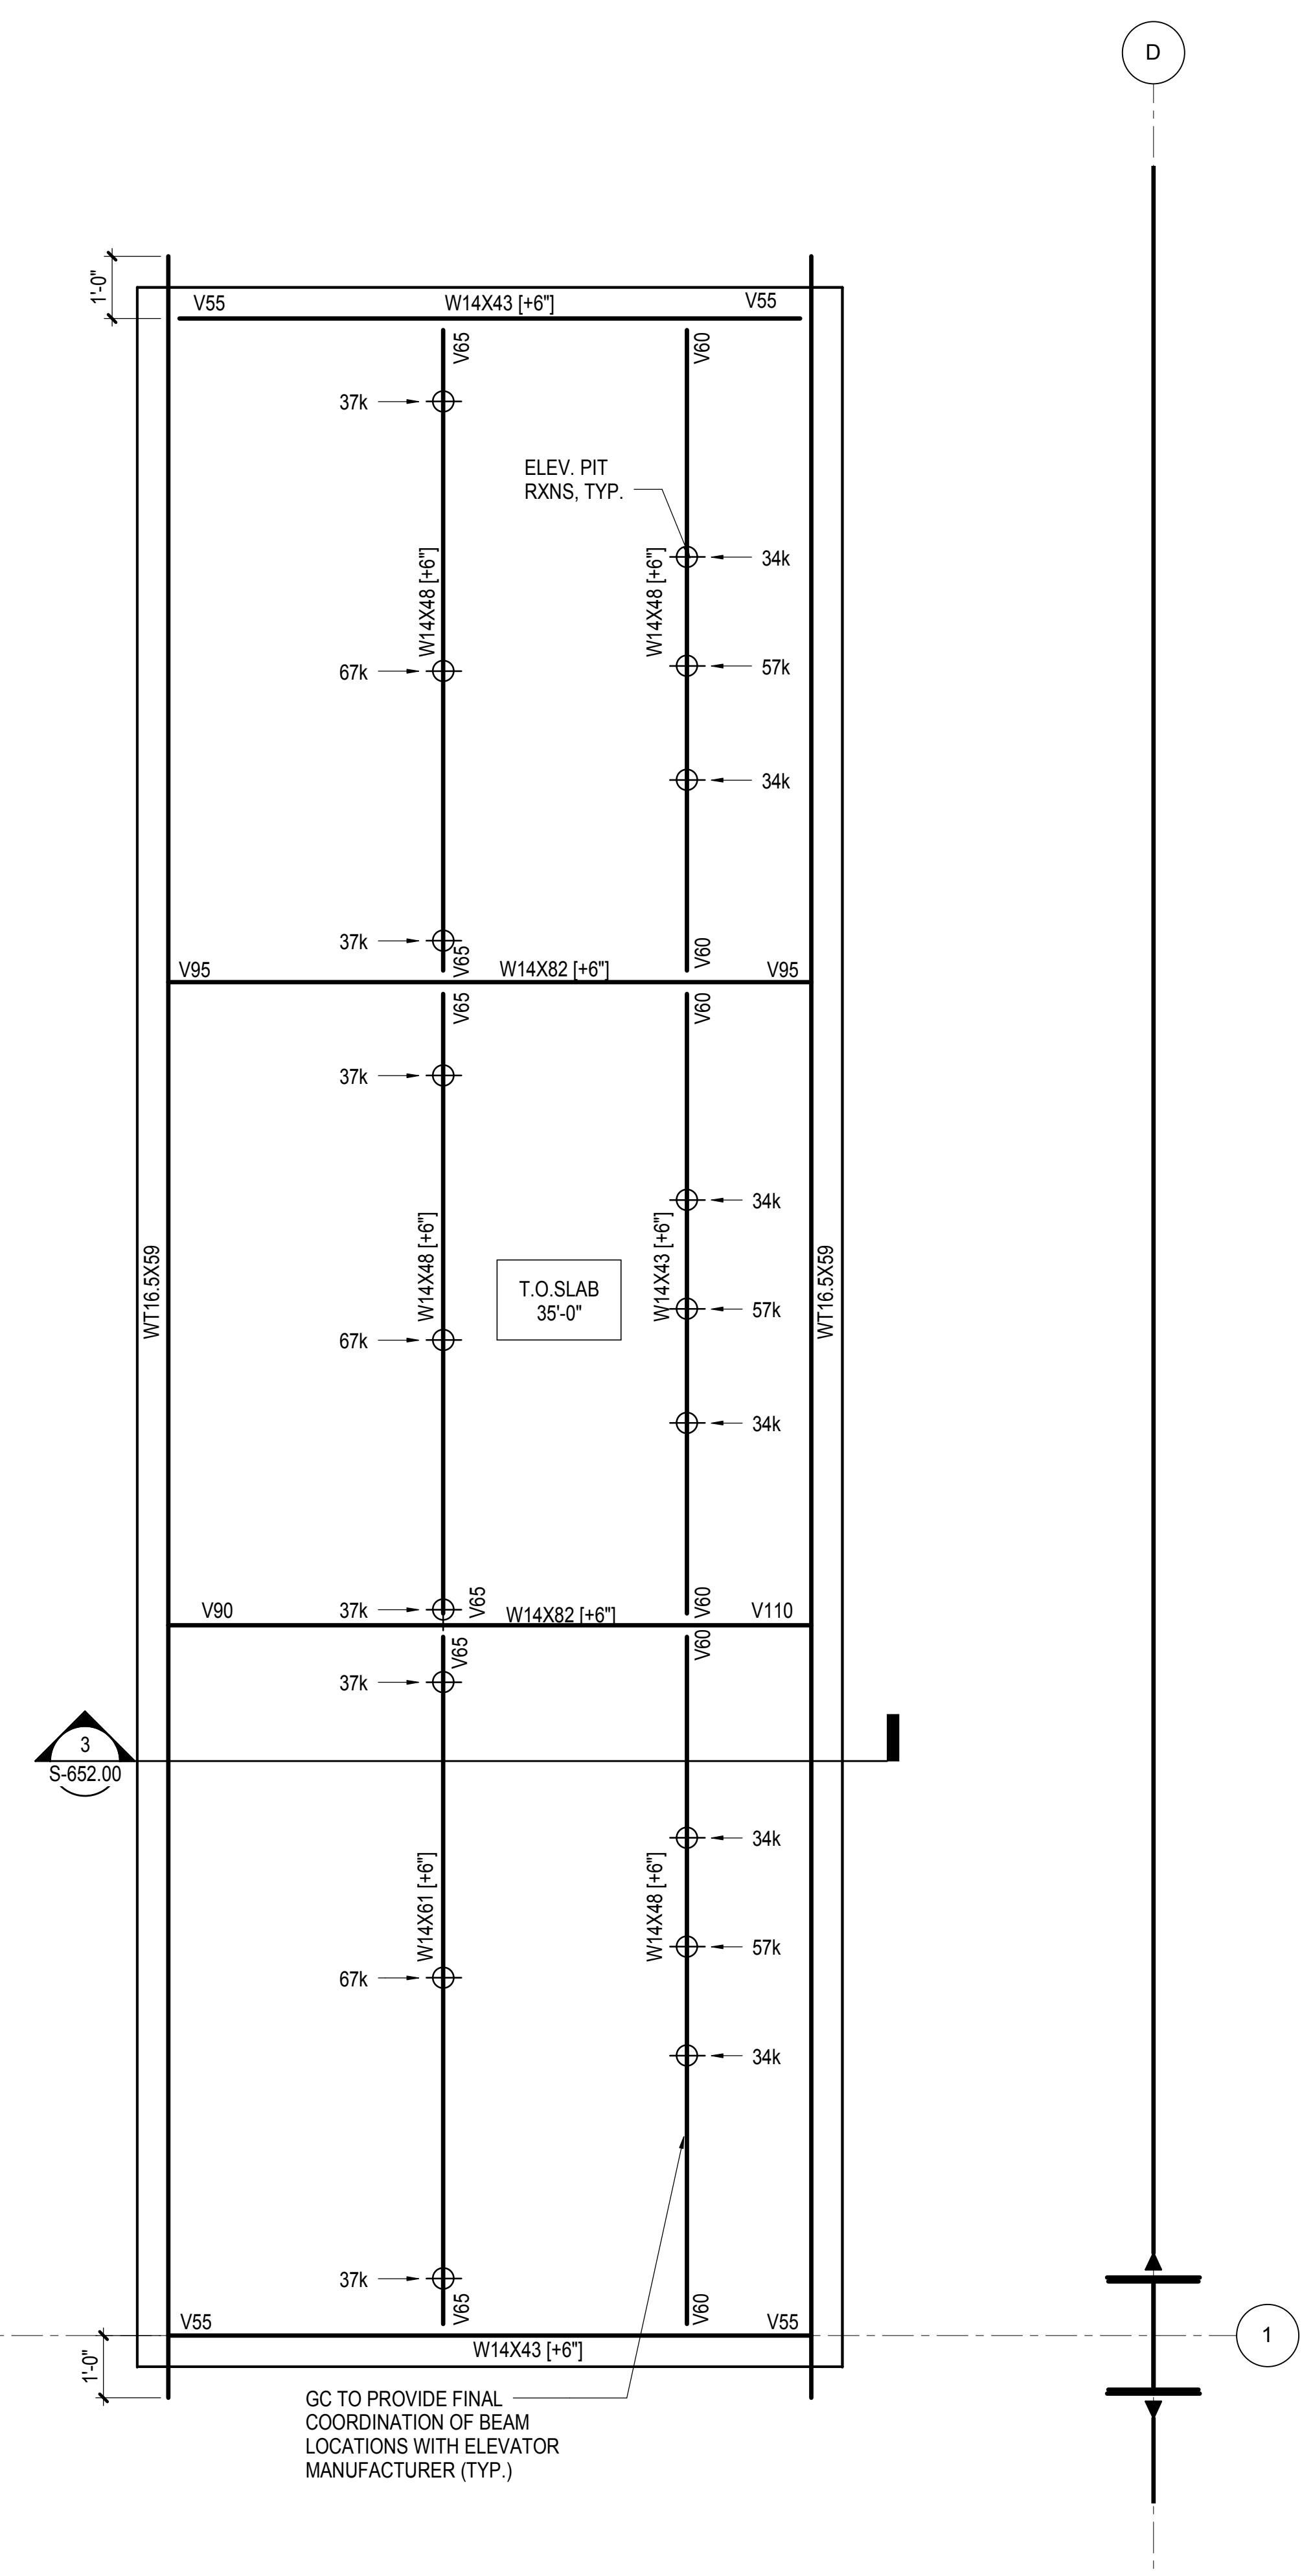 D
1'-0"
V55
W14X43 [+6"]
V55
V65
V60
37k
ELEV. PIT
RXNS, TYP.
34k
W14X48 [+6"]
W14X48 [+6"]
57k
67k
34k
37k
V65
V60
V95
W14X82 [+6"]
V95
V65
V60
37k
34k
WT16.5X59
W14X48 [+6"]
T.O.SLAB
35'-0"
W14X43 [+6"]
57k
WT16.5X59
67k
34k
V90
37k
V65
W14X82 [+6"]
V60
V110
V65
V60
37k
3
S-652.00
34k
W14X61 [+6"]
W14X48 [+6"]
57k
67k
34k
37k
V65
V60
V55
V55
1
W14X43 [+6"]
1'-0"
GC TO PROVIDE FINAL
COORDINATION OF BEAM
LOCATIONS WITH ELEVATOR
MANUFACTURER (TYP.)